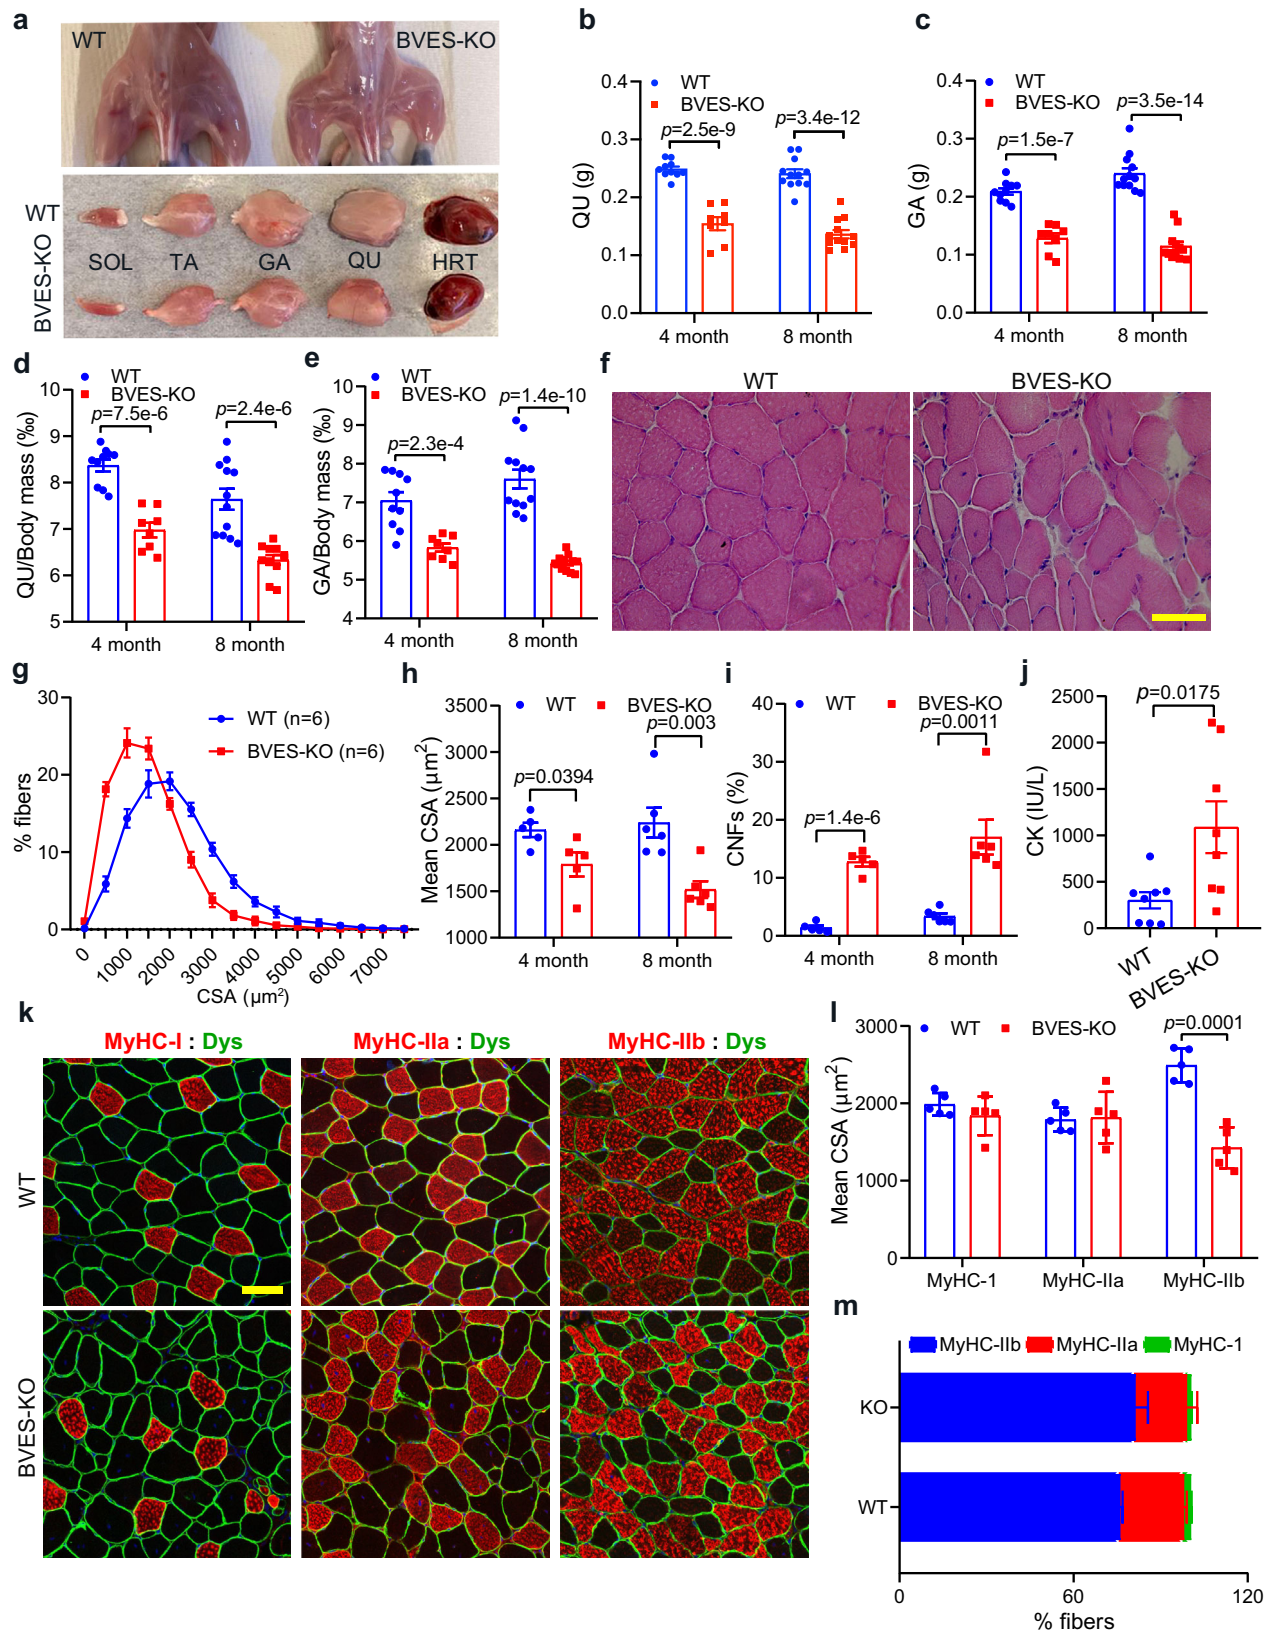 a
WT
BVES-KO
WT
BVES-KO
SOL
TA
GA
QU
HRT
b
WT
BVES-KO
p=2.5e-9
p=3.4e-12
QU (g)
0.4
0.3
0.2
0.1
0.0
4 month
8 month
c
WT
BVES-KO
p=1.5e-7
p=3.5e-14
GA (g)
0.4
0.3
0.2
0.1
0.0
4 month
8 month
d
WT
BVES-KO
p=7.5e-6
p=2.4e-6
QU/Body mass (‰)
10
9
8
7
6
5
4 month
8 month
e
WT
BVES-KO
p=2.3e-4
p=1.4e-10
GA/Body mass (‰)
10
9
8
7
6
5
4
4 month
8 month
f
WT
BVES-KO
g
WT (n=6)
BVES-KO (n=6)
% fibers
30
20
10
0
0
1000
2000
3000
4000
5000
6000
7000
CSA (µm²)
h
WT
BVES-KO
p=0.0394
p=0.003
Mean CSA (µm²)
3500
3000
2500
2000
1500
1000
4 month
8 month
i
WT
BVES-KO
p=1.4e-6
p=0.0011
CNFs (%)
40
30
20
10
0
4 month
8 month
j
p=0.0175
CK (IU/L)
2500
2000
1500
1000
500
0
WT
BVES-KO
k
MyHC-I : Dys
MyHC-IIa : Dys
MyHC-IIb : Dys
WT
BVES-KO
l
WT
BVES-KO
p=0.0001
Mean CSA (µm²)
3000
2000
1000
0
MyHC-1
MyHC-IIa
MyHC-IIb
m
MyHC-IIb
MyHC-IIa
MyHC-1
KO
WT
0
60
120
% fibers